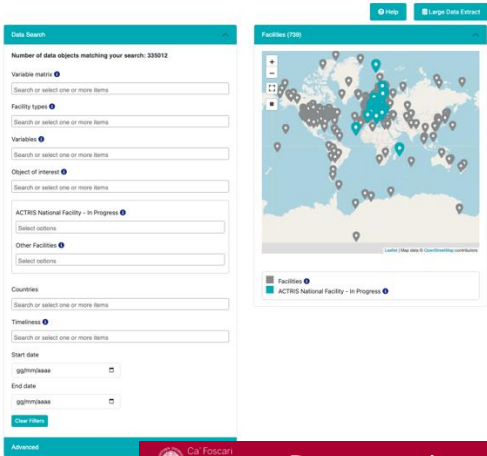 Help
Large Data Extract
Data Search
Number of data objects matching your search: 335012
Variable matrix
Search or select one or more items
Facility types
Search or select one or more items
Variables
Search or select one or more items
Object of interest
Search or select one or more items
ACTRIS National Facility - In Progress
Select options
Other Facilities
Select options
Countries
Search or select one or more items
Timeliness
Search or select one or more items
Start date
gg/mm/aaaa
End date
gg/mm/aaaa
Clear Filters
Advanced
Facilities (739)
+
−
Leaflet | Map data © OpenStreetMap contributors
Facilities
ACTRIS National Facility - In Progress
Ca' Foscari